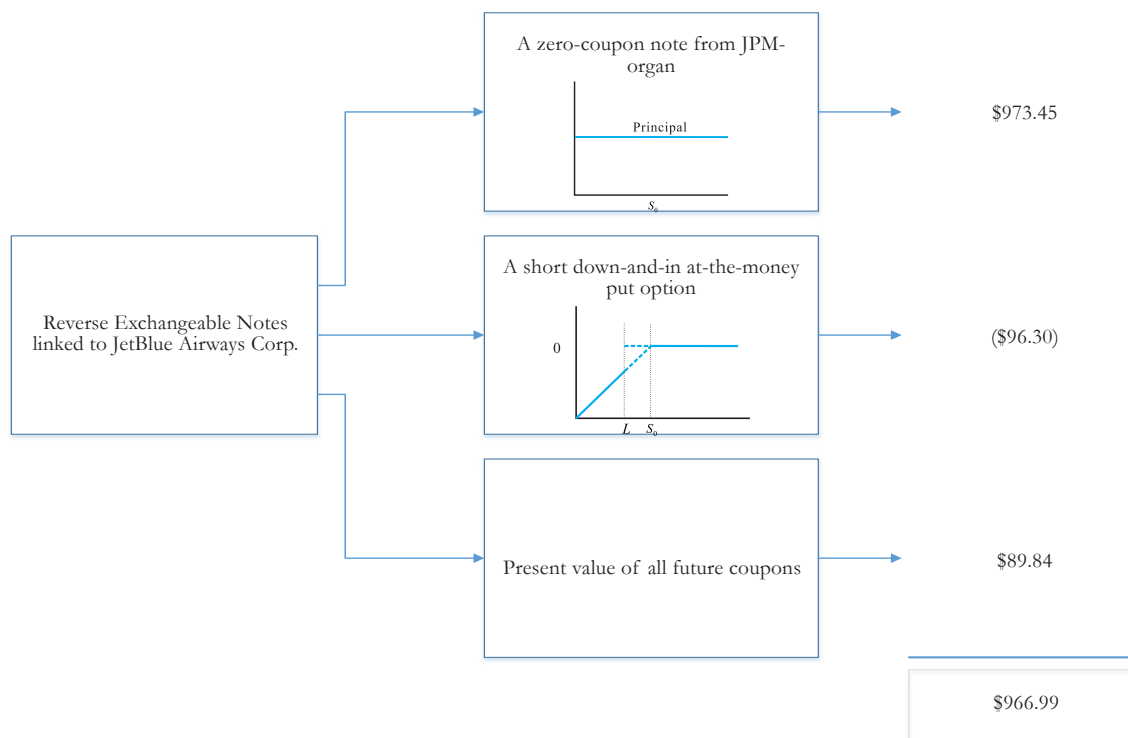 A zero-coupon note from JPM-
organ
Principal
S₀
$973.45
Reverse Exchangeable Notes
linked to JetBlue Airways Corp.
A short down-and-in at-the-money
put option
0
L S₀
($96.30)
Present value of all future coupons
$89.84
$966.99